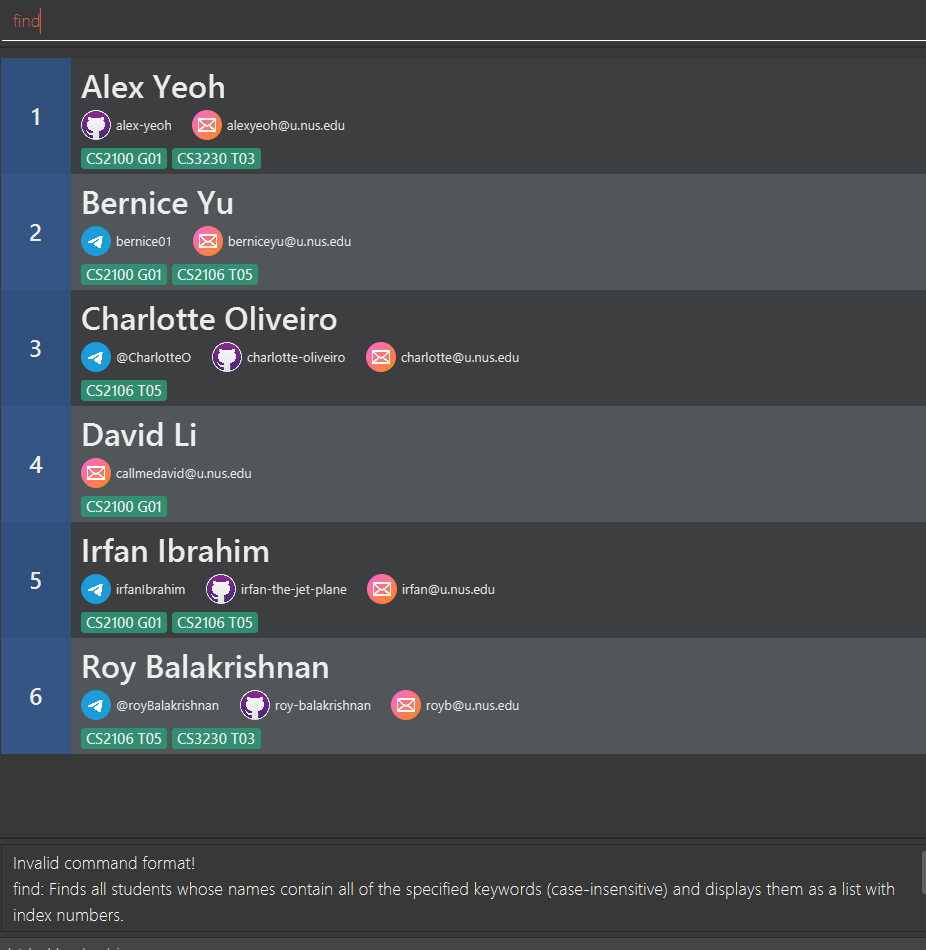 find
1
Alex Yeoh
alex-yeoh alexyeoh@u.nus.edu
CS2100 G01 CS3230 T03
2
Bernice Yu
bernice01 berniceyu@u.nus.edu
CS2100 G01 CS2106 T05
3
Charlotte Oliveiro
@CharlotteO charlotte-oliveiro charlotte@u.nus.edu
CS2106 T05
4
David Li
callmedavid@u.nus.edu
CS2100 G01
5
Irfan Ibrahim
irfanIbrahim irfan-the-jet-plane irfan@u.nus.edu
CS2100 G01 CS2106 T05
6
Roy Balakrishnan
@royBalakrishnan roy-balakrishnan royb@u.nus.edu
CS2106 T05 CS3230 T03
Invalid command format!
find: Finds all students whose names contain all of the specified keywords (case-insensitive) and displays them as a list with
index numbers.